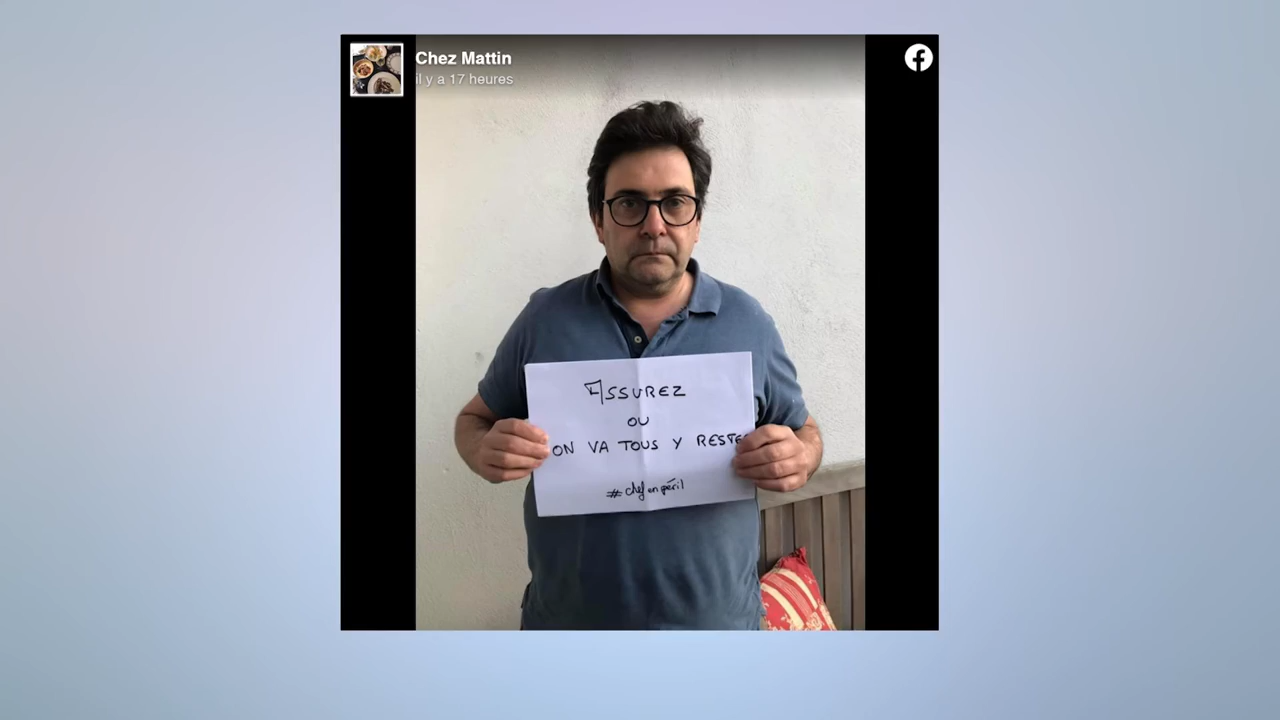 Chez Mattin
il y a 17 heures
ASSUREZ
OU
ON VA TOUS Y RESTE
#chefenpéril